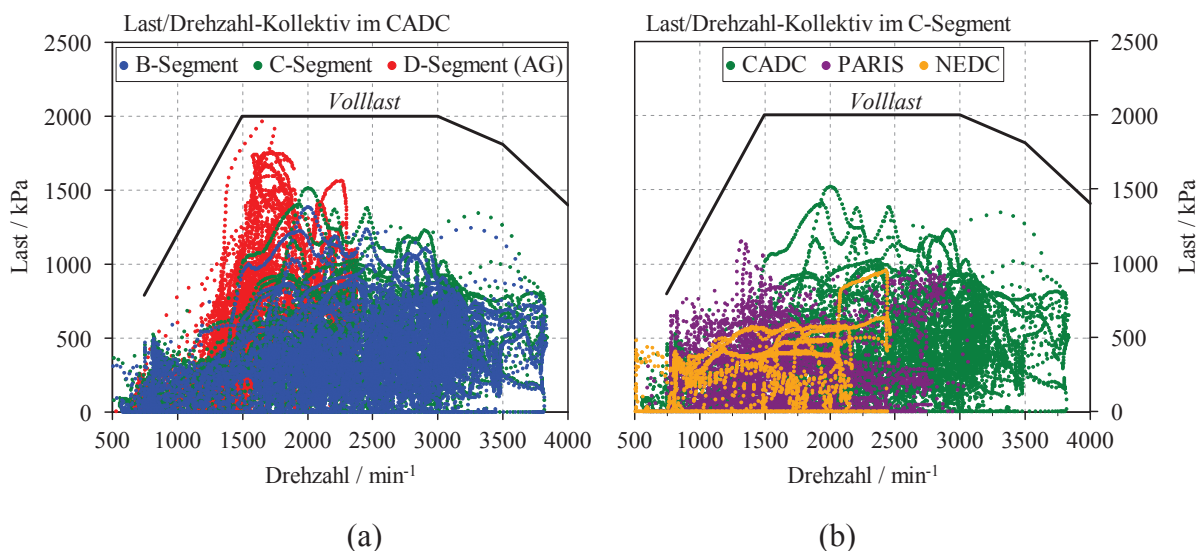 Last/Drehzahl-Kollektiv im CADC
2500
2000
1500
1000
500
0
Last / kPa
B-Segment C-Segment D-Segment (AG)
Volllast
500 1000 1500 2000 2500 3000 3500 4000
Drehzahl / min-1
(a)
Last/Drehzahl-Kollektiv im C-Segment
CADC PARIS NEDC
Volllast
2500
2000
1500
1000
500
0
Last / kPa
500 1000 1500 2000 2500 3000 3500 4000
Drehzahl / min-1
(b)